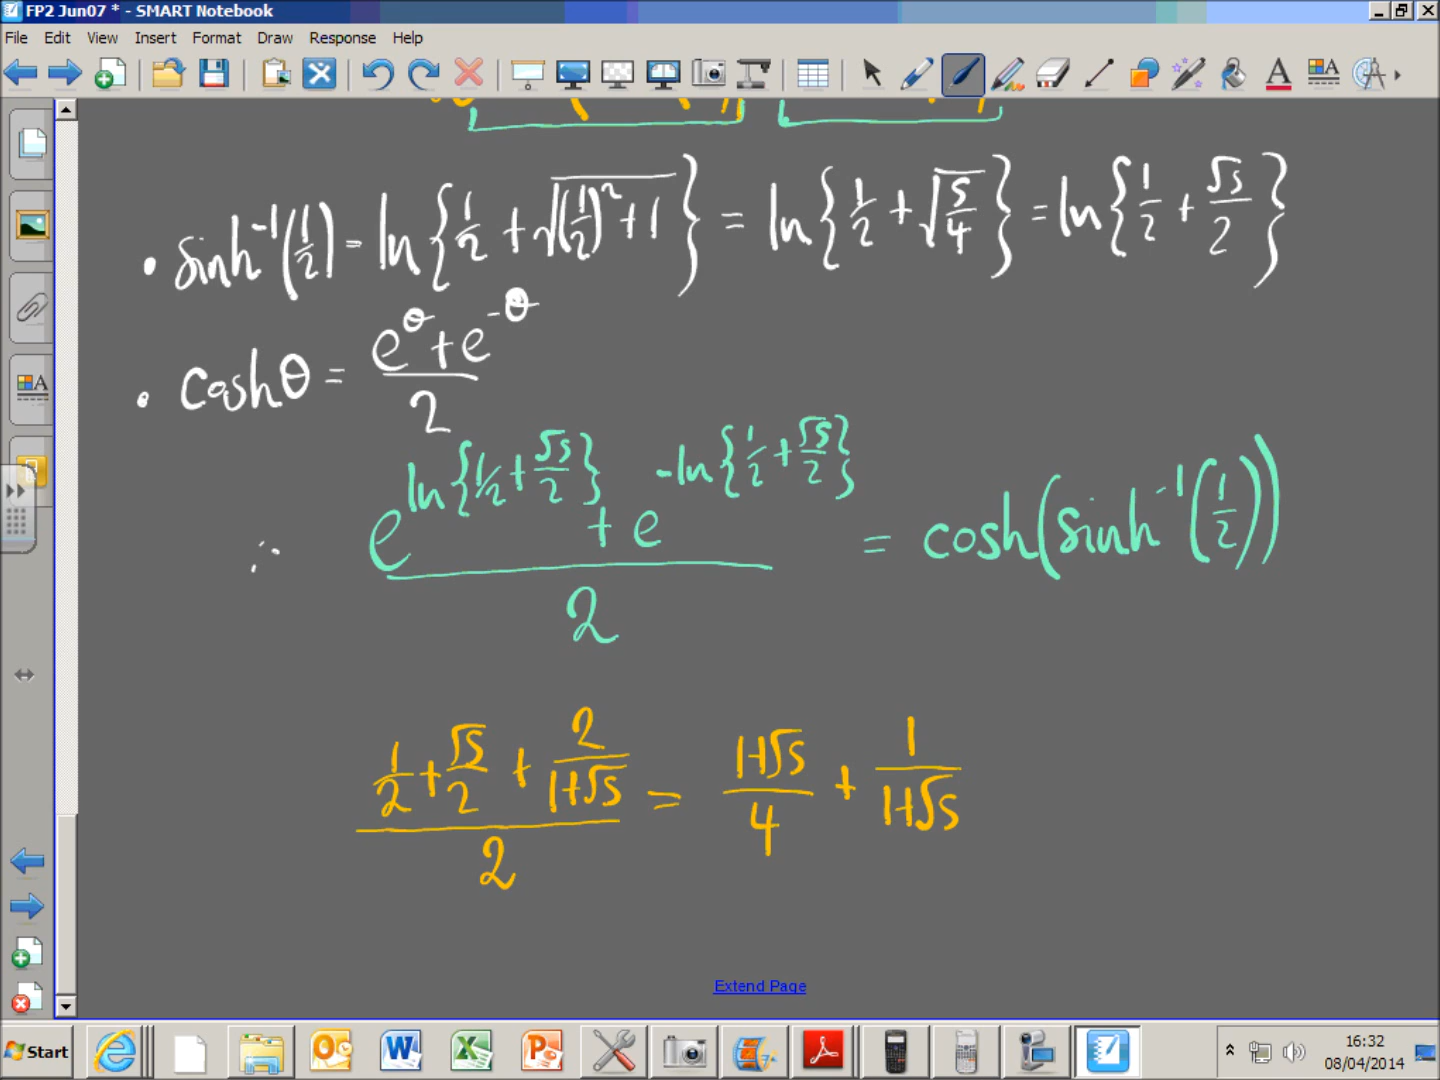 FP2 Jun07 * - SMART Notebook
File Edit View Insert Format Draw Response Help
• sinh⁻¹(1/2) = ln{1/2 + √((1/2)² + 1)} = ln{1/2 + √(5/4)} = ln{1/2 + √5/2}
• coshθ = (e^θ + e^-θ)/2
∴ (e^ln{1/2 + √5/2} + e^-ln{1/2 + √5/2})/2 = cosh(sinh⁻¹(1/2))
(1/2 + √5/2 + 2/(1+√5))/2 = (1+√5)/4 + 1/(1+√5)
Extend Page
Start
16:32
08/04/2014